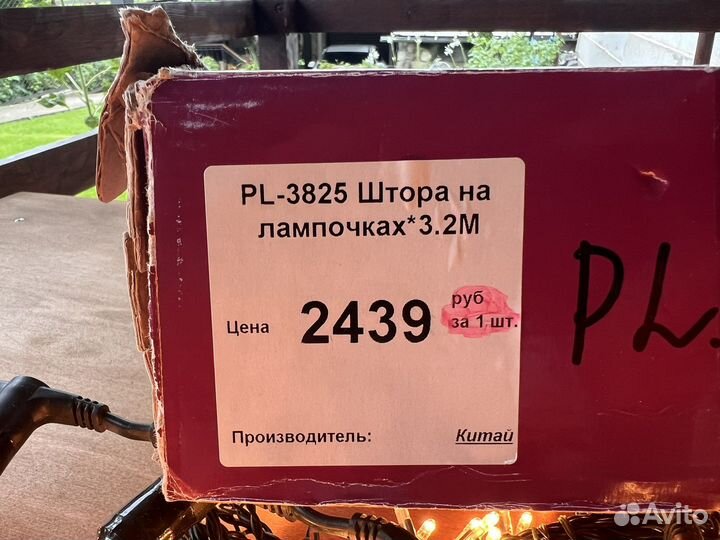 PL-3825 Штора на
лампочках*3.2М
Цена 2439 руб
за 1 шт.
Производитель: Китай
PL.
Avito